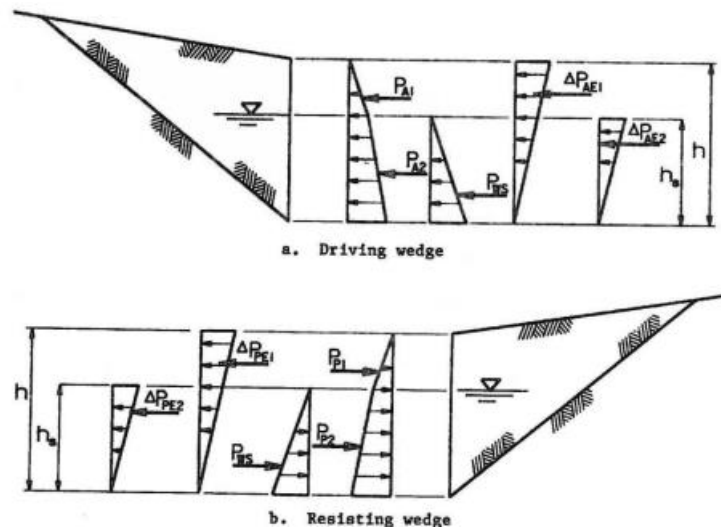 P_A1
ΔP_AE1
P_A2
P_WS
ΔP_AE2
h_s
h
a. Driving wedge
h
h_s
ΔP_PE2
ΔP_PE1
P_WS
P_P1
P_P2
b. Resisting wedge